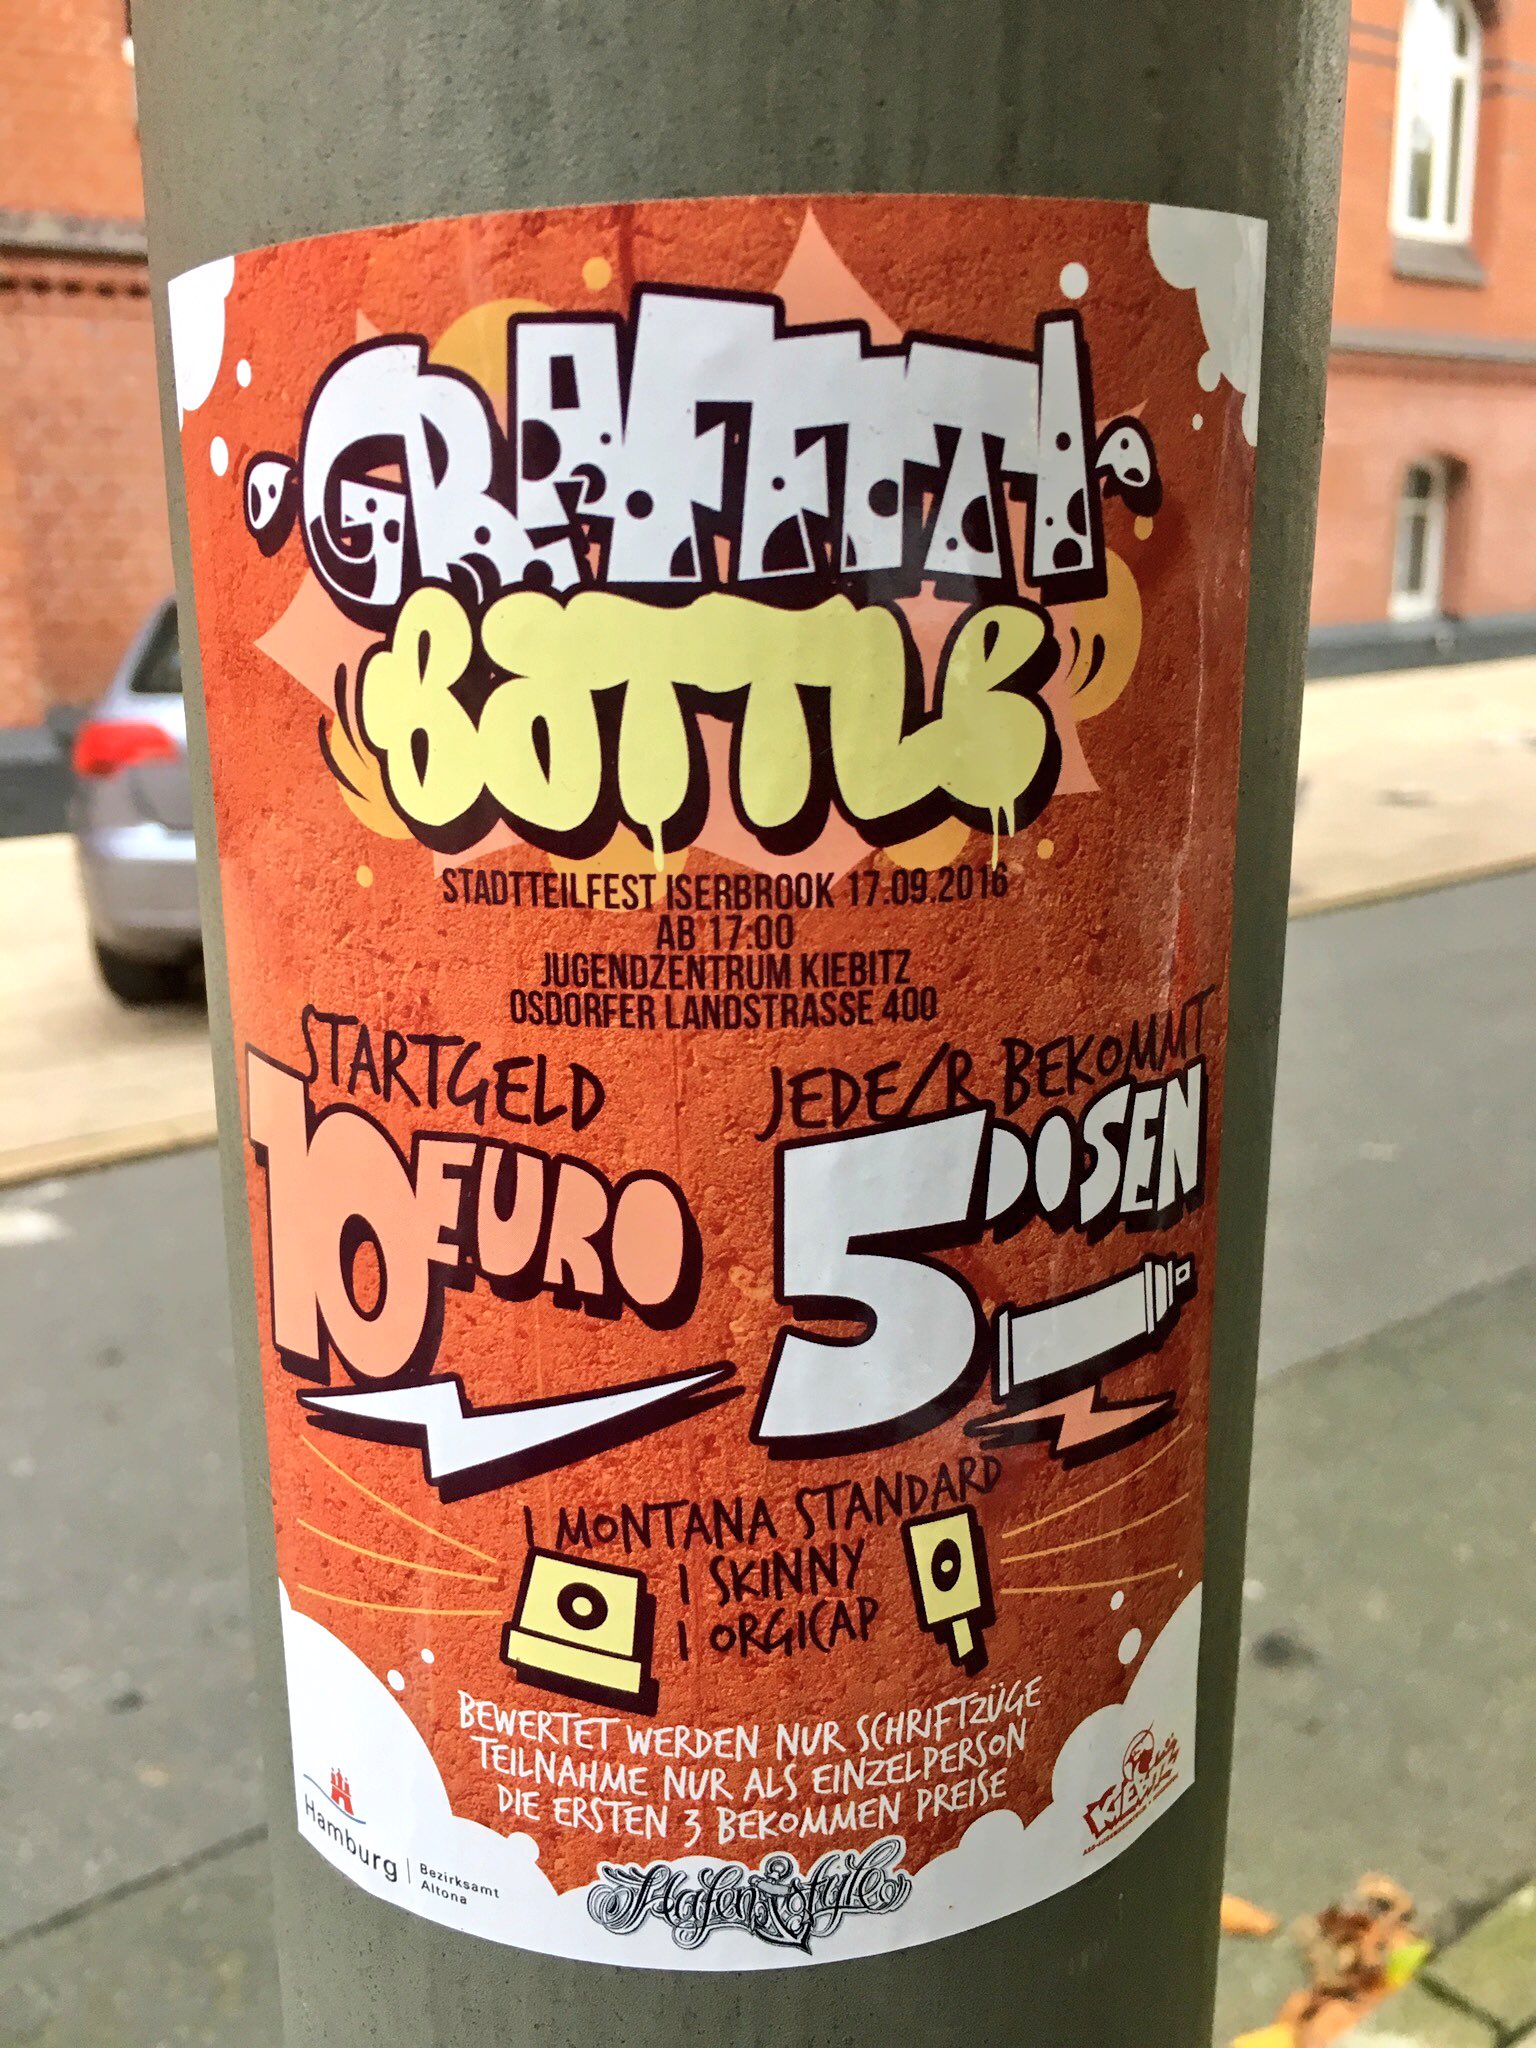 GRAFFITI
BATTLE
STADTTEILFEST ISERBROOK 17.09.2016
AB 17:00
JUGENDZENTRUM KIEBITZ
OSDORFER LANDSTRASSE 400
STARTGELD
10 EURO
JEDE/R BEKOMMT
5 DOSEN
1 MONTANA STANDARD
1 SKINNY
1 ORGICAP
BEWERTET WERDEN NUR SCHRIFTZÜGE
TEILNAHME NUR ALS EINZELPERSON
DIE ERSTEN 3 BEKOMMEN PREISE
Hamburg
Bezirksamt
Altona
Hafenstyle
KIEBITZ